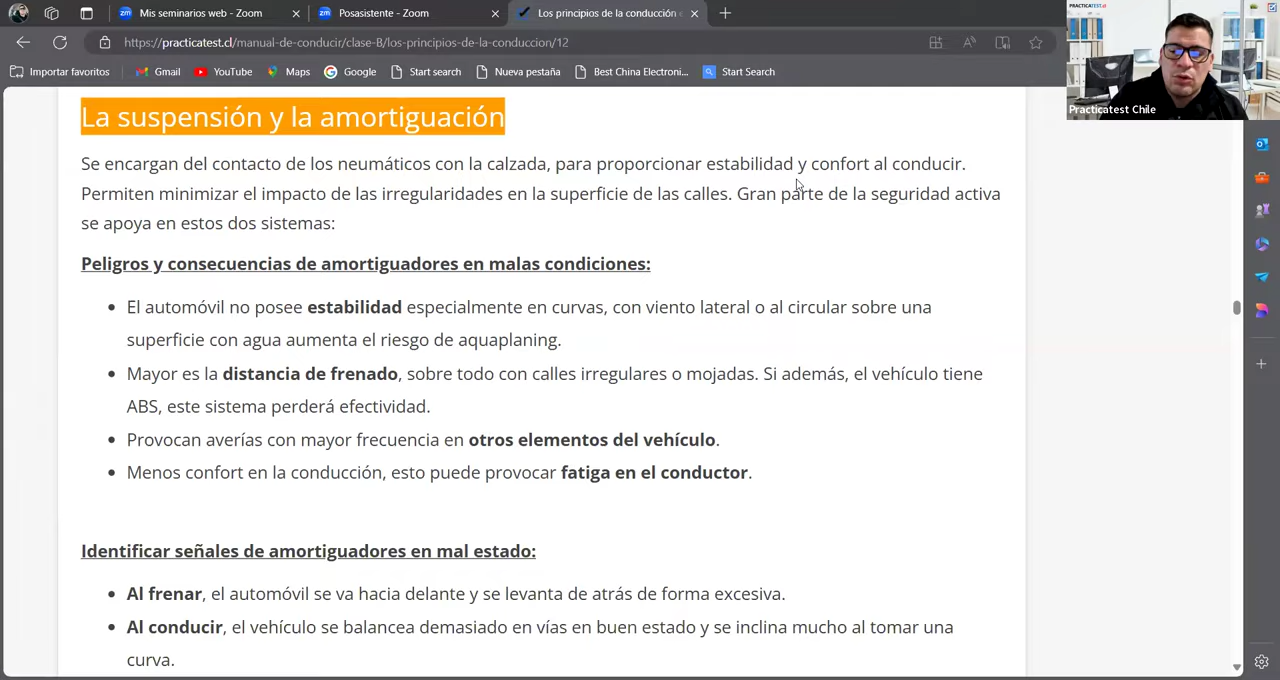 Mis seminarios web - Zoom
Posasistente - Zoom
Los principios de la conducción
https://practicatest.cl/manual-de-conducir/clase-B/los-principios-de-la-conduccion/12
Importar favoritos
Gmail
YouTube
Maps
Google
Start search
Nueva pestaña
Best China Electroni...
Start Search
PRACTICATEST.cl
Practicatest Chile
La suspensión y la amortiguación
Se encargan del contacto de los neumáticos con la calzada, para proporcionar estabilidad y confort al conducir.
Permiten minimizar el impacto de las irregularidades en la superficie de las calles. Gran parte de la seguridad activa
se apoya en estos dos sistemas:
Peligros y consecuencias de amortiguadores en malas condiciones:
• El automóvil no posee estabilidad especialmente en curvas, con viento lateral o al circular sobre una
superficie con agua aumenta el riesgo de aquaplaning.
• Mayor es la distancia de frenado, sobre todo con calles irregulares o mojadas. Si además, el vehículo tiene
ABS, este sistema perderá efectividad.
• Provocan averías con mayor frecuencia en otros elementos del vehículo.
• Menos confort en la conducción, esto puede provocar fatiga en el conductor.
Identificar señales de amortiguadores en mal estado:
• Al frenar, el automóvil se va hacia delante y se levanta de atrás de forma excesiva.
• Al conducir, el vehículo se balancea demasiado en vías en buen estado y se inclina mucho al tomar una
curva.